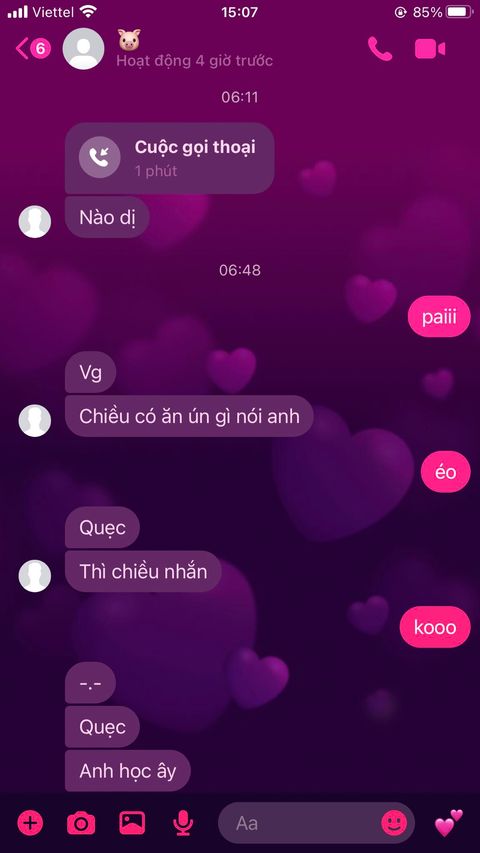 Viettel 15:07 85%
6
Hoạt động 4 giờ trước
06:11
Cuộc gọi thoại
1 phút
Nào dị
06:48
paiii
Vg
Chiều có ăn ún gì nói anh
éo
Quẹc
Thì chiều nhắn
kooo
-.-
Quẹc
Anh học ây
Aa